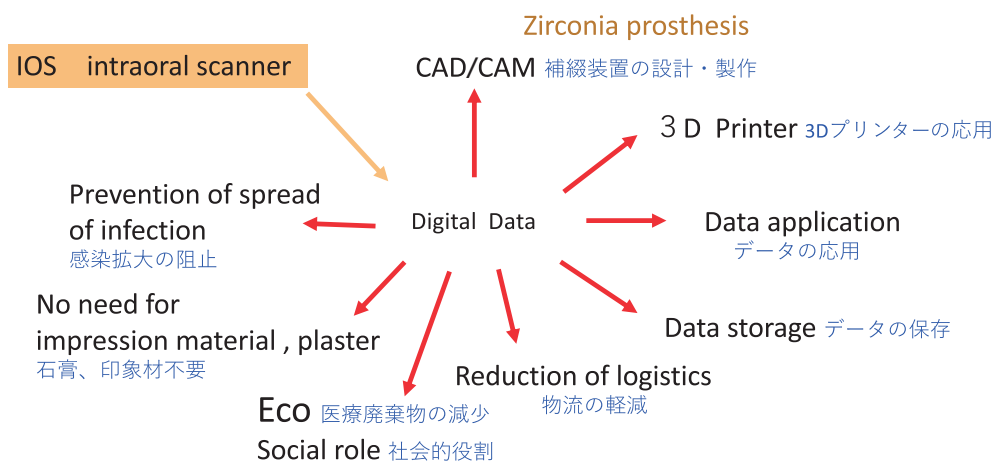 Zirconia prosthesis
IOS intraoral scanner
CAD/CAM 補綴装置の設計・製作
３D Printer 3Dプリンターの応用
Prevention of spread
of infection
感染拡大の阻止
Digital Data
Data application
データの応用
No need for
impression material , plaster
石膏、印象材不要
Data storage データの保存
Reduction of logistics
物流の軽減
Eco 医療廃棄物の減少
Social role 社会的役割